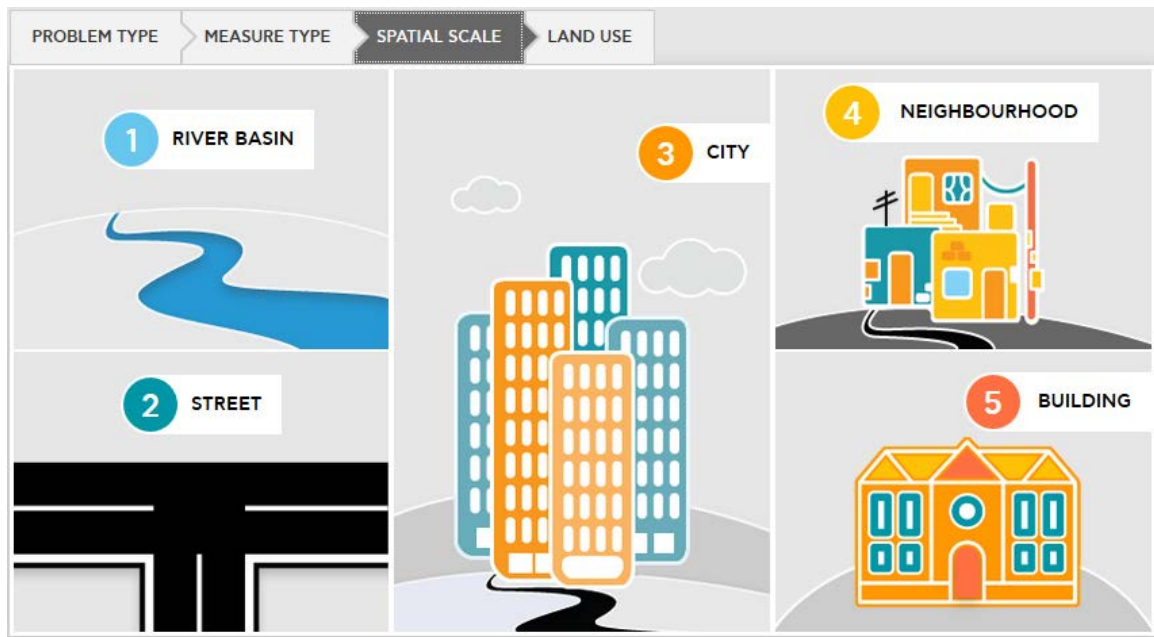 PROBLEM TYPE
MEASURE TYPE
SPATIAL SCALE
LAND USE
1 RIVER BASIN
2 STREET
3 CITY
4 NEIGHBOURHOOD
5 BUILDING